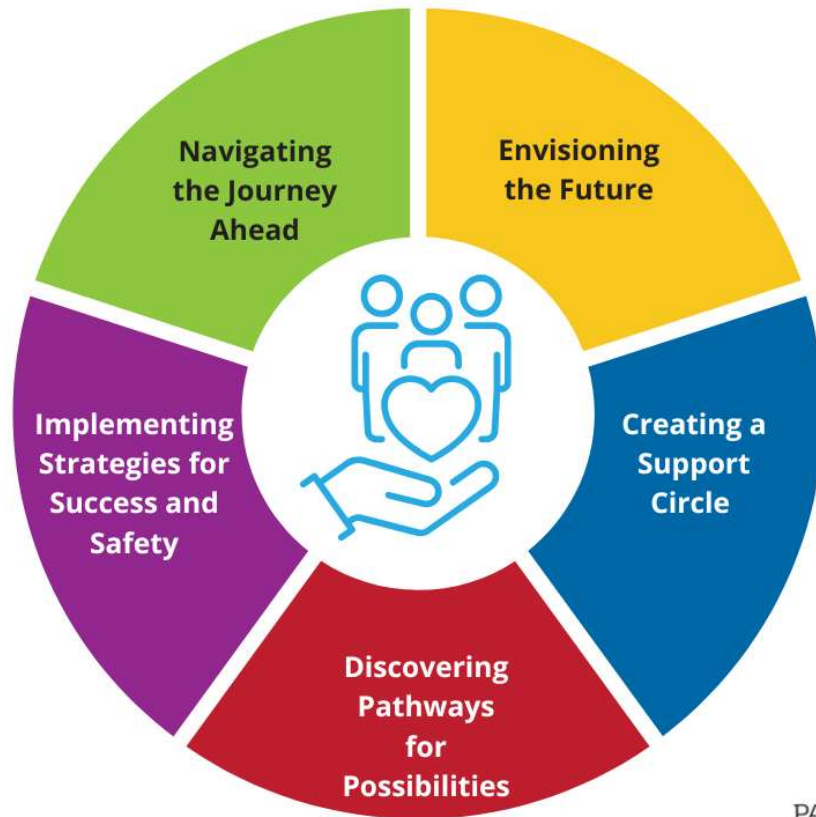 Navigating
the Journey
Ahead
Envisioning
the Future
Implementing
Strategies for
Success and
Safety
Creating a
Support
Circle
Discovering
Pathways
for
Possibilities
PA